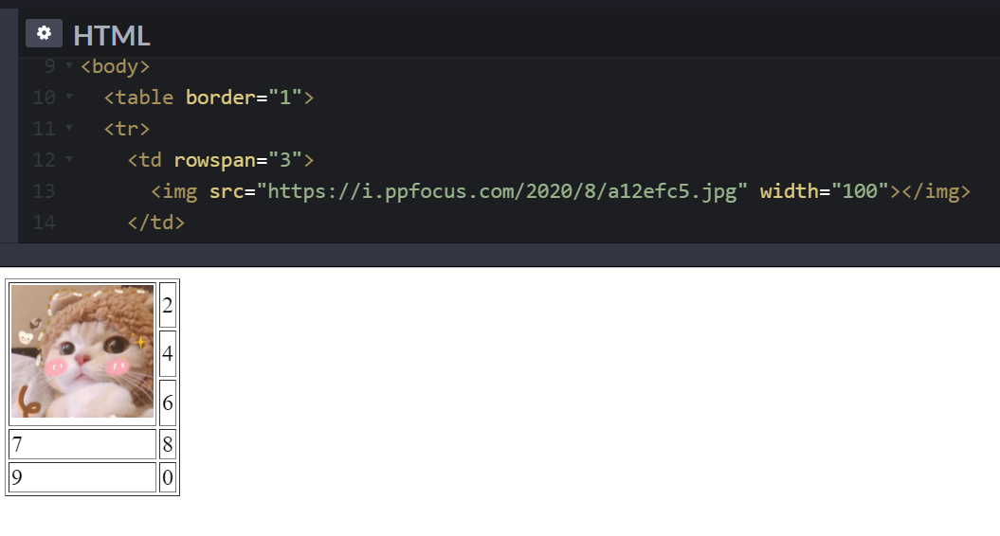 HTML
9 <body>
10 <table border="1">
11 <tr>
12 <td rowspan="3">
13 <img src="https://i.ppfocus.com/2020/8/a12efc5.jpg" width="100"></img>
14 </td>
2
4
6
7 8
9 0